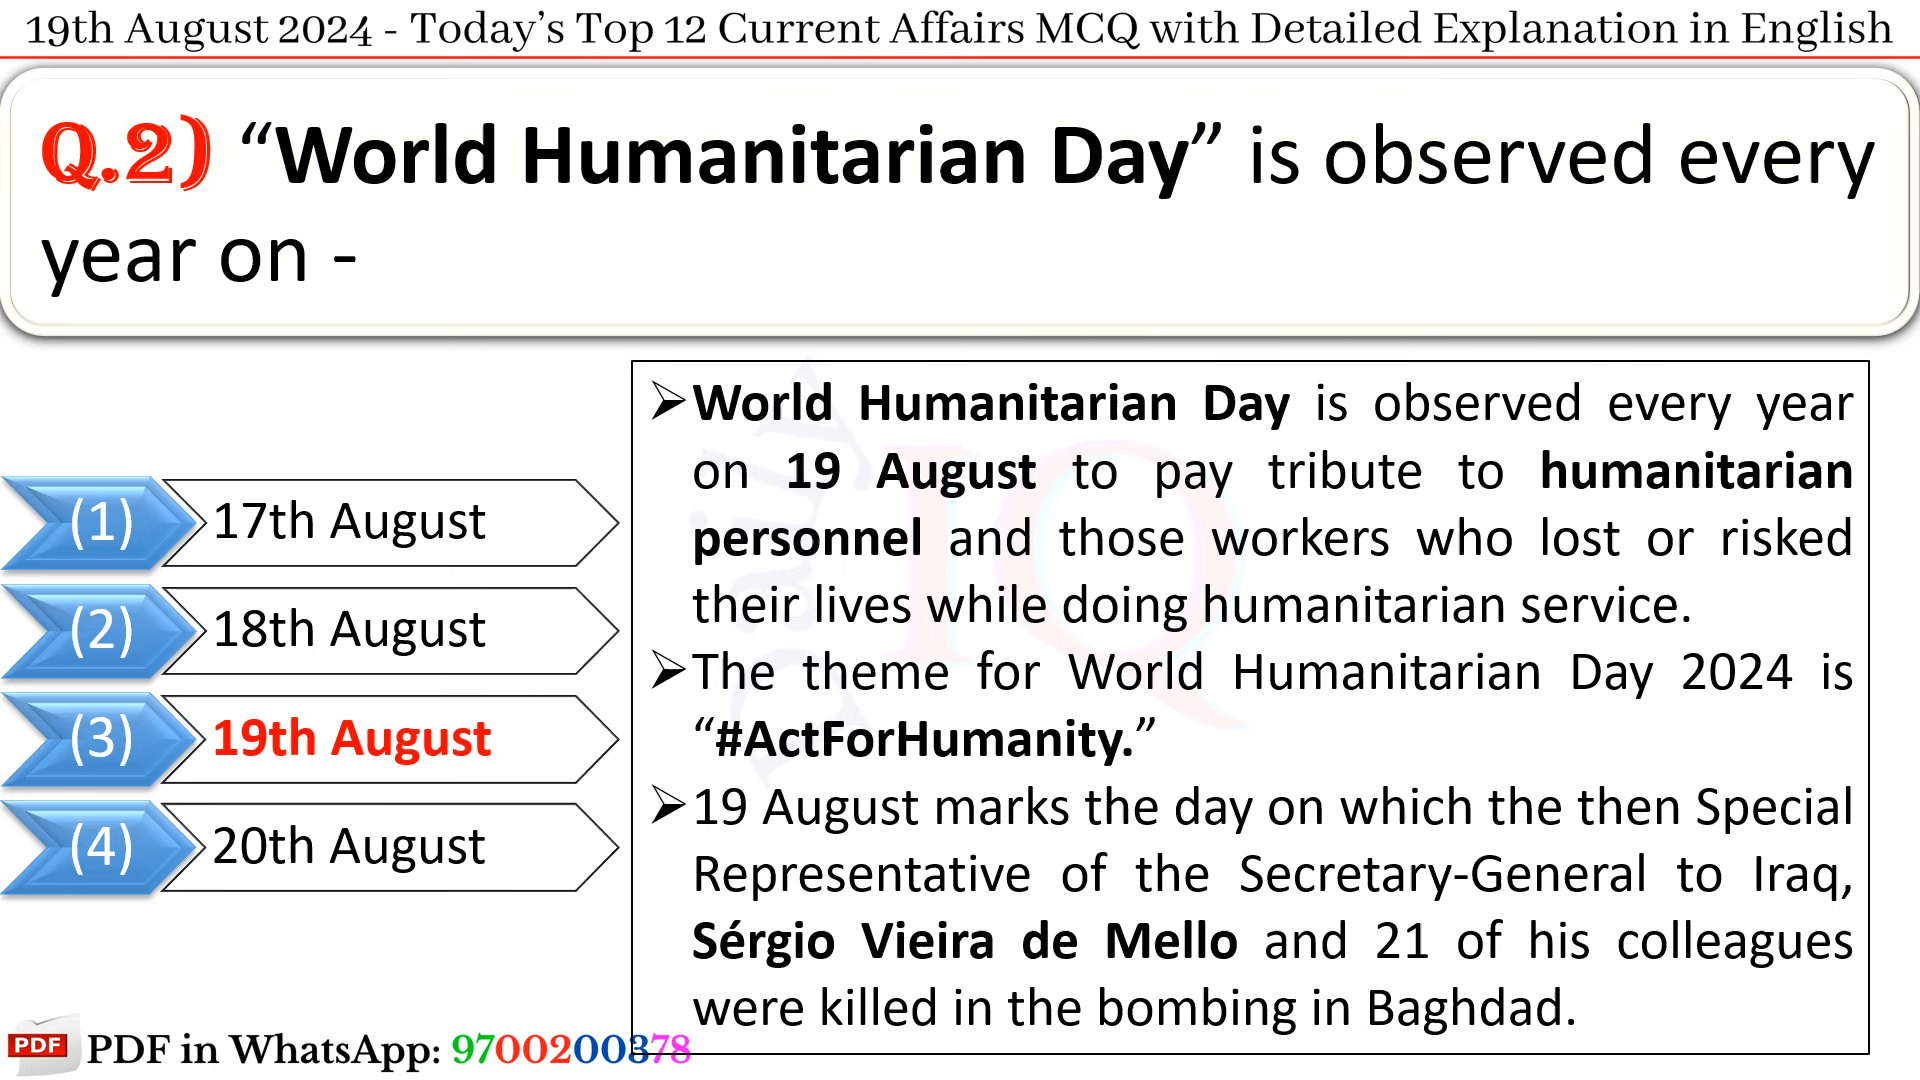 19th August 2024 - Today’s Top 12 Current Affairs MCQ with Detailed Explanation in English
Q.2) “World Humanitarian Day” is observed every
year on -
(1) 17th August
(2) 18th August
(3) 19th August
(4) 20th August
➢World Humanitarian Day is observed every year
on 19 August to pay tribute to humanitarian
personnel and those workers who lost or risked
their lives while doing humanitarian service.
➢The theme for World Humanitarian Day 2024 is
“#ActForHumanity.”
➢19 August marks the day on which the then Special
Representative of the Secretary-General to Iraq,
Sérgio Vieira de Mello and 21 of his colleagues
were killed in the bombing in Baghdad.
Daily
IQ
PDF PDF in WhatsApp: 9700200378